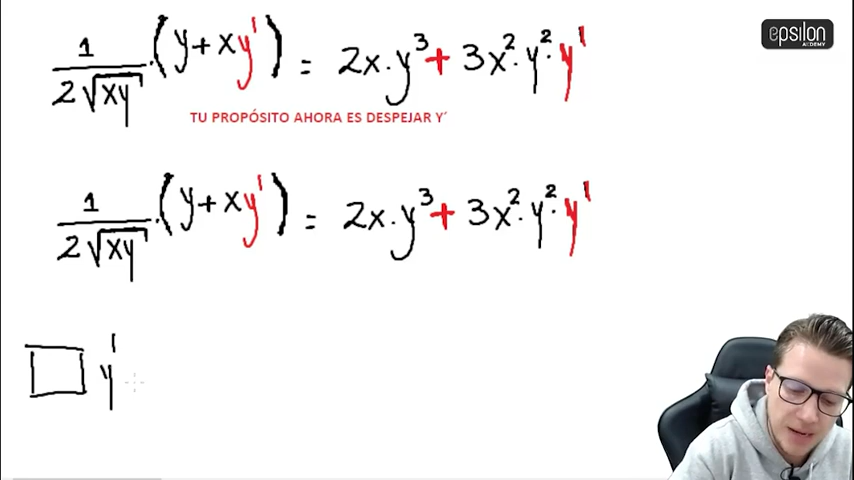 epsilon
ACADEMY
1/(2√(xy)) · (y + xy') = 2x · y³ + 3x² · y² · y'
TU PROPÓSITO AHORA ES DESPEJAR Y´
1/(2√(xy)) · (y + xy') = 2x · y³ + 3x² · y² · y'
□ y'